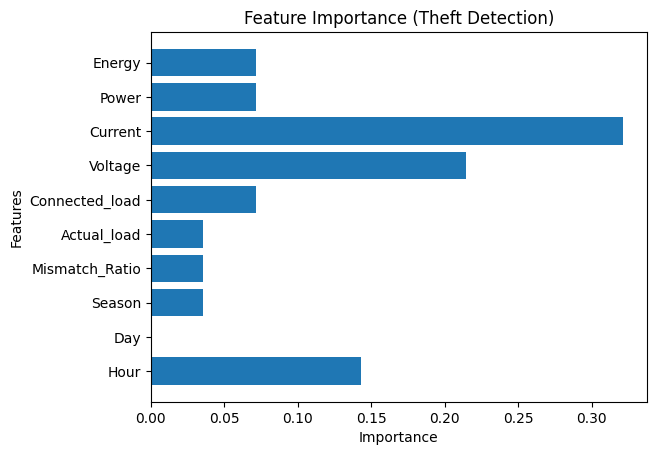 Feature Importance (Theft Detection)
Features
Energy
Power
Current
Voltage
Connected_load
Actual_load
Mismatch_Ratio
Season
Day
Hour
0.00 0.05 0.10 0.15 0.20 0.25 0.30
Importance